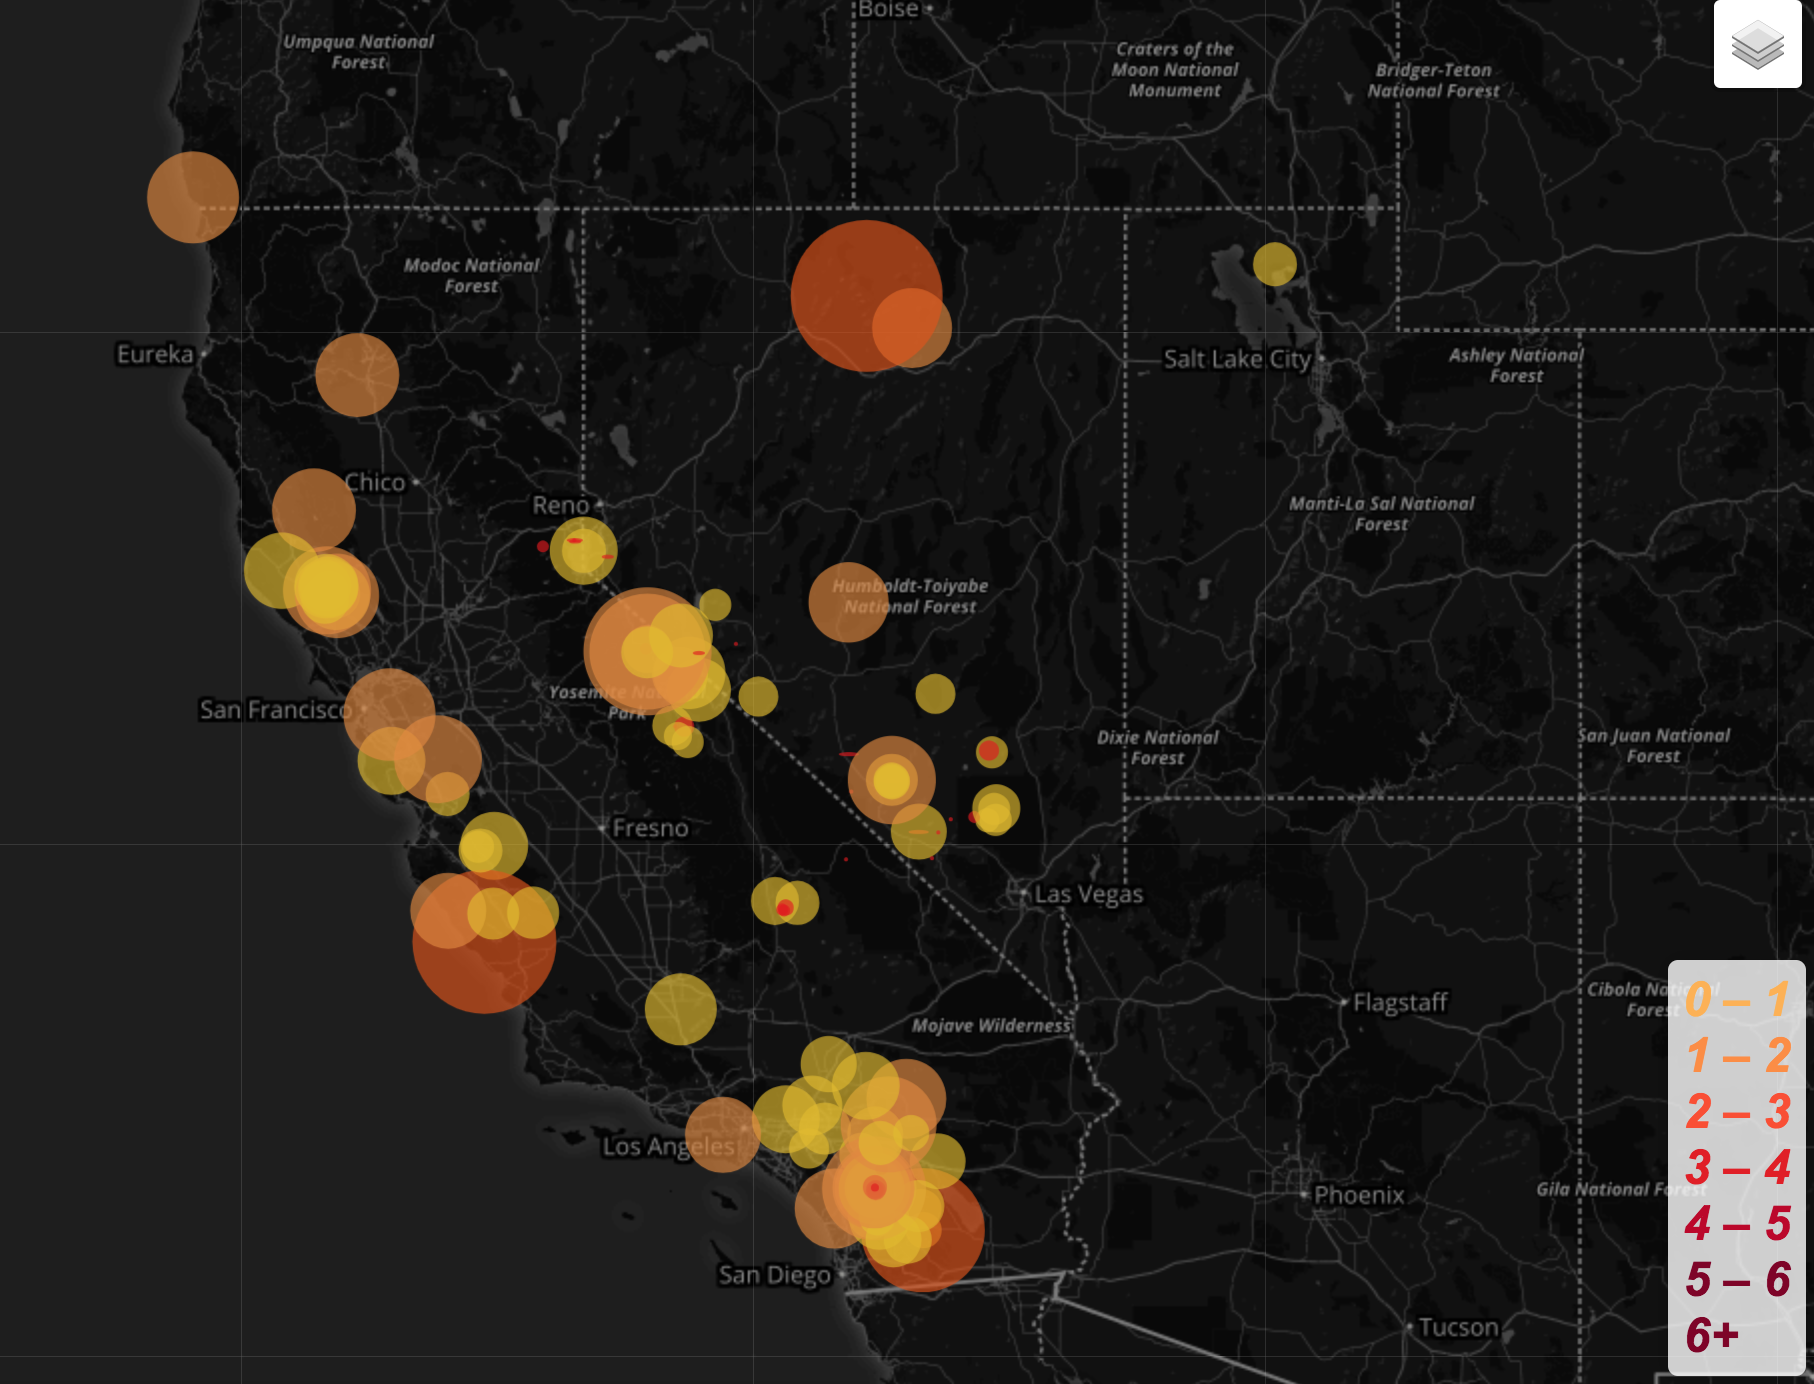 Boise
Umpqua National
Forest
Craters of the
Moon National
Monument
Bridger-Teton
National Forest
Modoc National
Forest
Eureka
Salt Lake City
Ashley National
Forest
Chico
Reno
Manti-La Sal National
Forest
Humboldt-Toiyabe
National Forest
San Francisco
Yosemite National
Park
Dixie National
Forest
San Juan National
Forest
Fresno
Las Vegas
Flagstaff
Cibola National
Forest
Mojave Wilderness
Los Angeles
Phoenix
Gila National Forest
San Diego
Tucson
0 – 1
1 – 2
2 – 3
3 – 4
4 – 5
5 – 6
6+